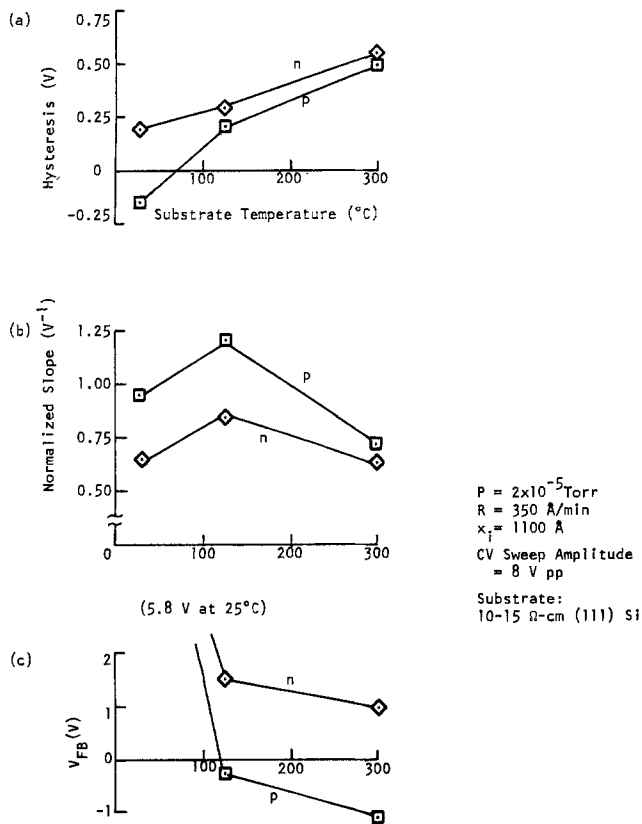 (a)
Hysteresis (V)
0.50
0.25
0
-0.25
n
p
100
200
300
Substrate Temperature (°C)
(b)
Normalized Slope (V⁻¹)
1.25
1.00
0.75
0.50
0
p
n
100
200
300
P = 2x10⁻⁵Torr
R = 350 Å/min
xᵢ= 1100 Å
CV Sweep Amplitude
= 8 V pp
Substrate:
10-15 Ω-cm (111) Si
(5.8 V at 25°C)
(c)
V_FB(V)
2
1
0
-1
n
p
100
200
300